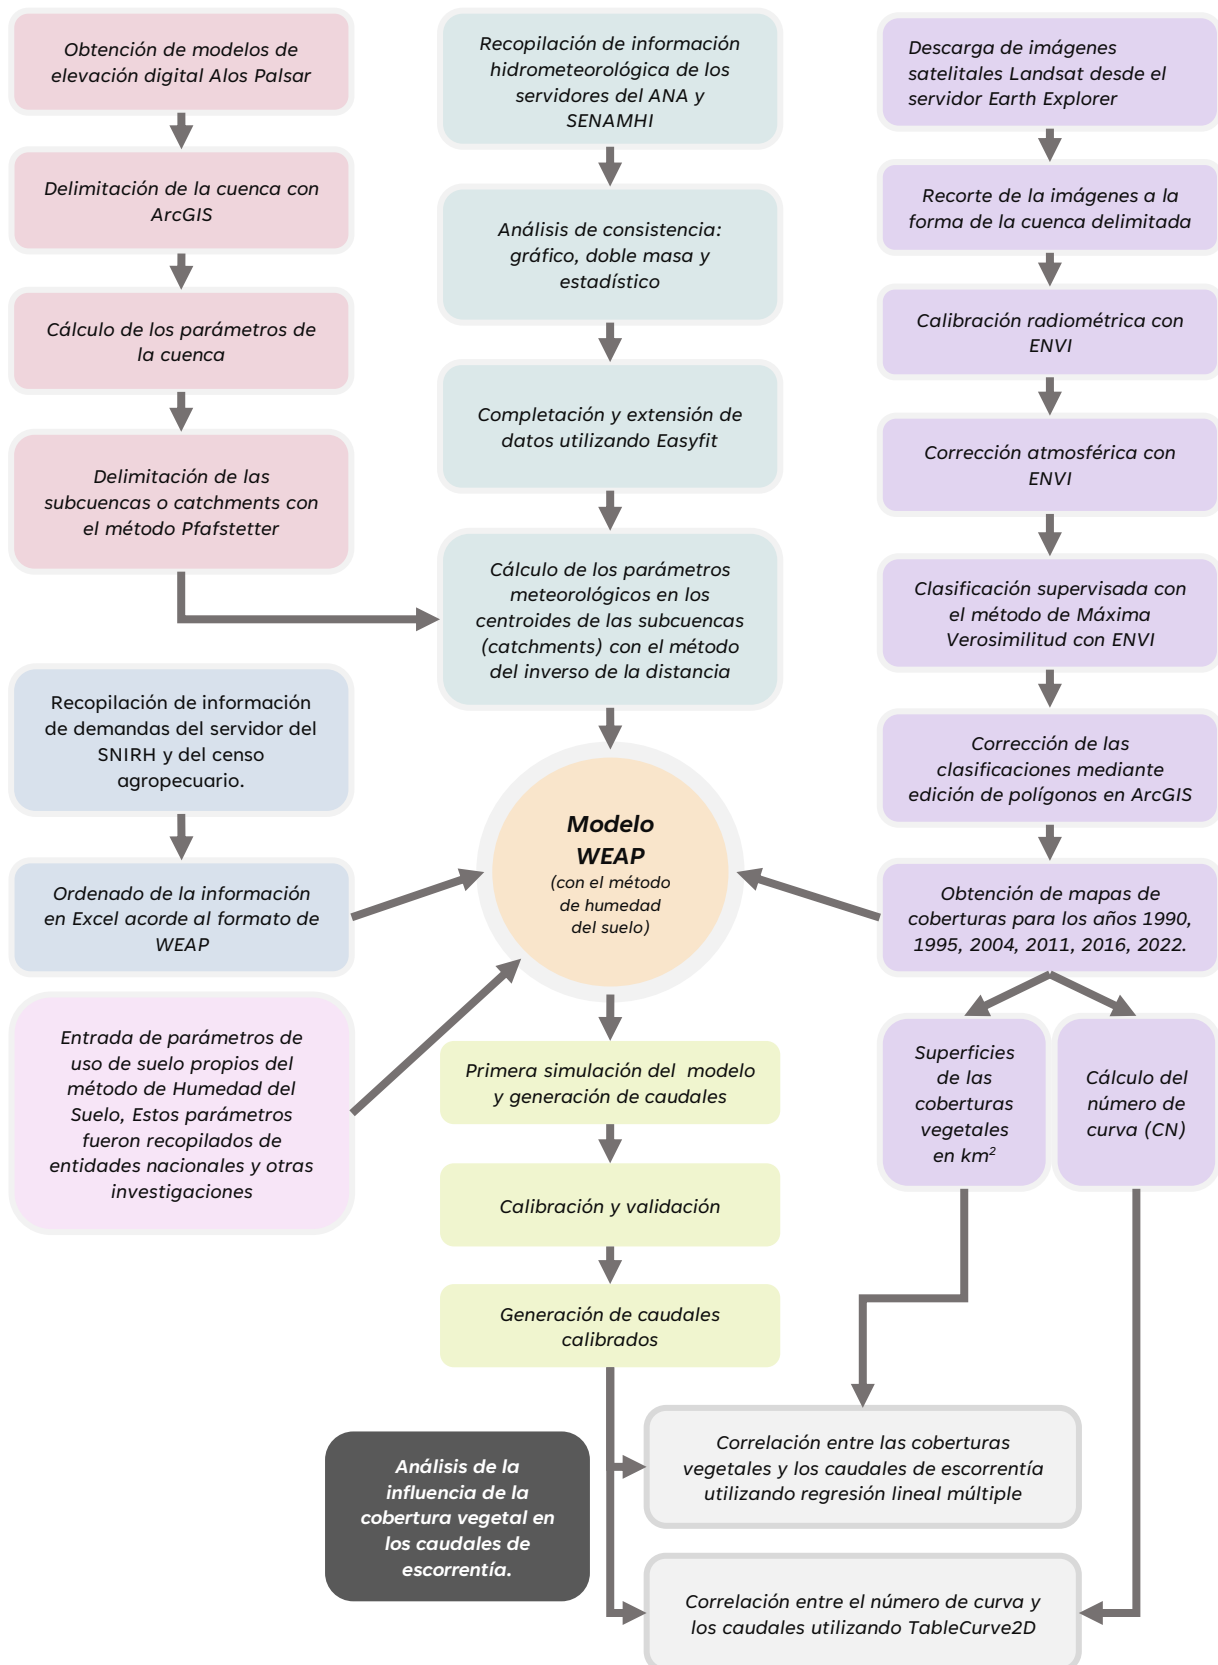 Obtención de modelos de
elevación digital Alos Palsar
Delimitación de la cuenca con
ArcGIS
Cálculo de los parámetros de
la cuenca
Delimitación de las
subcuencas o catchments con
el método Pfafstetter
Recopilación de información
hidrometeorológica de los
servidores del ANA y
SENAMHI
Análisis de consistencia:
gráfico, doble masa y
estadístico
Completación y extensión de
datos utilizando Easyfit
Cálculo de los parámetros
meteorológicos en los
centroides de las subcuencas
(catchments) con el método
del inverso de la distancia
Descarga de imágenes
satelitales Landsat desde el
servidor Earth Explorer
Recorte de la imágenes a la
forma de la cuenca delimitada
Calibración radiométrica con
ENVI
Corrección atmosférica con
ENVI
Clasificación supervisada con
el método de Máxima
Verosimilitud con ENVI
Corrección de las
clasificaciones mediante
edición de polígonos en ArcGIS
Obtención de mapas de
coberturas para los años 1990,
1995, 2004, 2011, 2016, 2022.
Superficies
de las
coberturas
vegetales
en km²
Cálculo del
número de
curva (CN)
Recopilación de información
de demandas del servidor del
SNIRH y del censo
agropecuario.
Ordenado de la información
en Excel acorde al formato de
WEAP
Entrada de parámetros de
uso de suelo propios del
método de Humedad del
Suelo, Estos parámetros
fueron recopilados de
entidades nacionales y otras
investigaciones
Modelo
WEAP
(con el método
de humedad
del suelo)
Primera simulación del modelo
y generación de caudales
Calibración y validación
Generación de caudales
calibrados
Análisis de la
influencia de la
cobertura vegetal en
los caudales de
escorrentía.
Correlación entre las coberturas
vegetales y los caudales de escorrentía
utilizando regresión lineal múltiple
Correlación entre el número de curva y
los caudales utilizando TableCurve2D